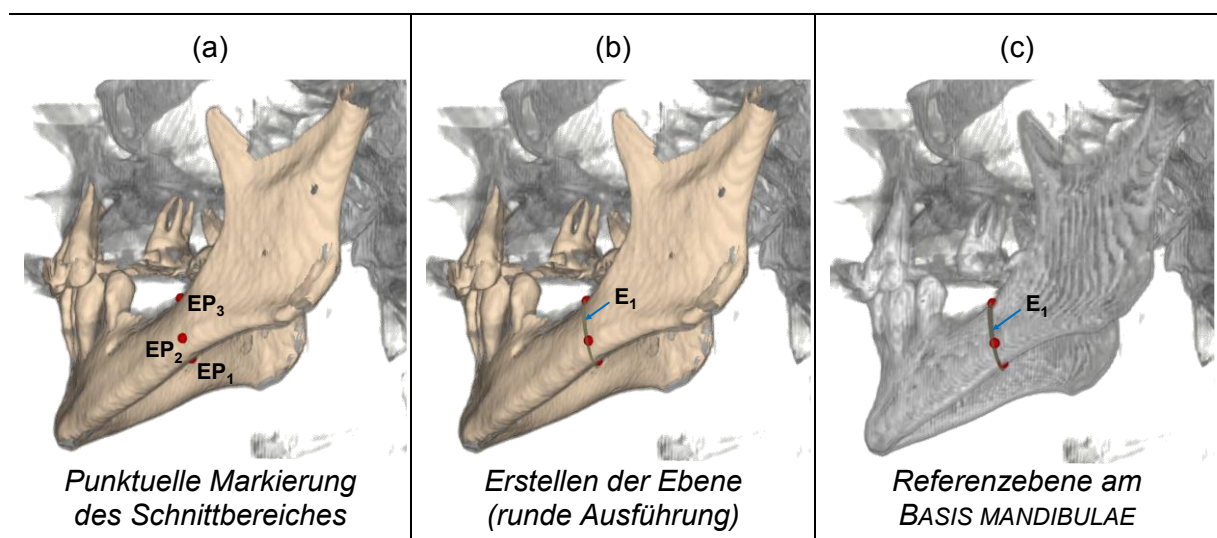 (a)
(b)
(c)
EP3
EP2
EP1
E1
E1
Punktuelle Markierung
des Schnittbereiches
Erstellen der Ebene
(runde Ausführung)
Referenzebene am
BASIS MANDIBULAE